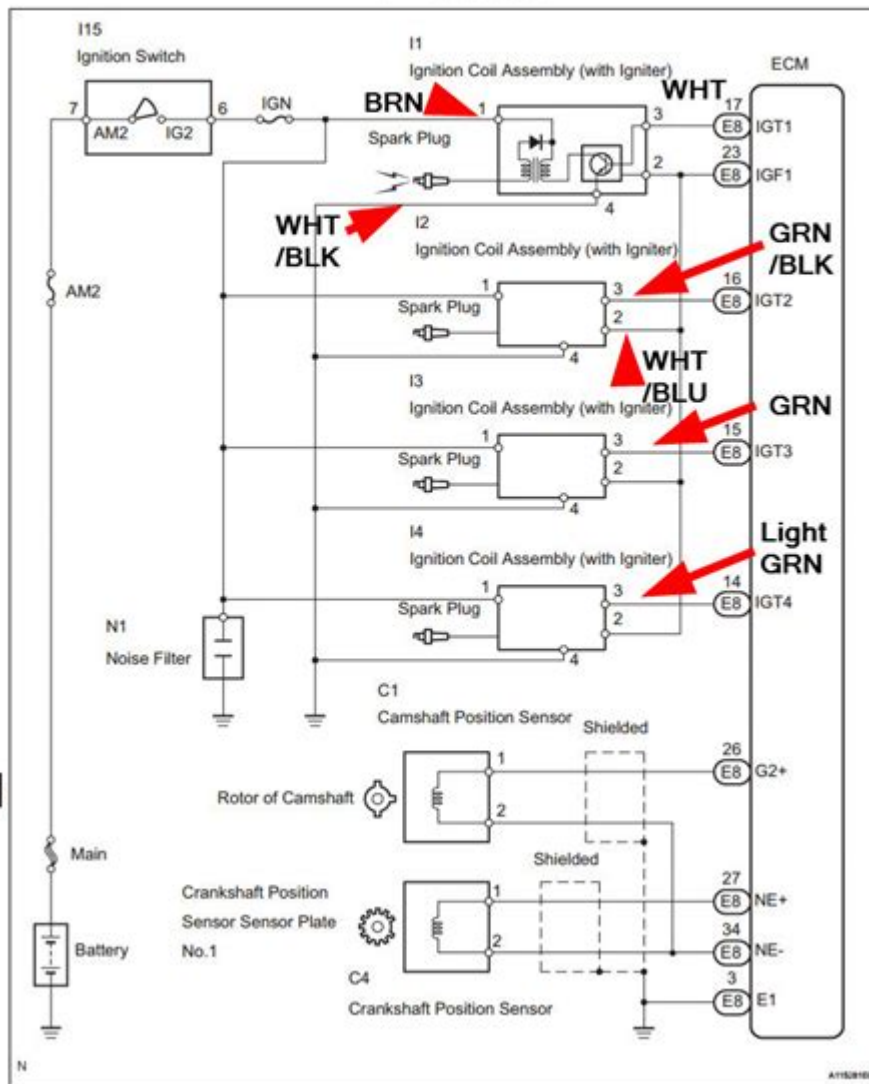 I15
Ignition Switch
7
AM2
IG2
6
IGN
I1
Ignition Coil Assembly (with Igniter)
BRN
1
Spark Plug
3
2
4
WHT
ECM
17
E8
IGT1
23
E8
IGF1
WHT
/BLK
I2
Ignition Coil Assembly (with Igniter)
GRN
/BLK
1
Spark Plug
3
2
4
16
E8
IGT2
AM2
WHT
/BLU
I3
Ignition Coil Assembly (with Igniter)
GRN
1
Spark Plug
3
2
4
15
E8
IGT3
I4
Ignition Coil Assembly (with Igniter)
Light
GRN
1
Spark Plug
3
2
4
14
E8
IGT4
N1
Noise Filter
C1
Camshaft Position Sensor
Shielded
Rotor of Camshaft
1
2
26
E8
G2+
Main
Battery
Shielded
Crankshaft Position
Sensor Sensor Plate
No.1
1
2
27
E8
NE+
34
E8
NE-
C4
Crankshaft Position Sensor
3
E8
E1
N